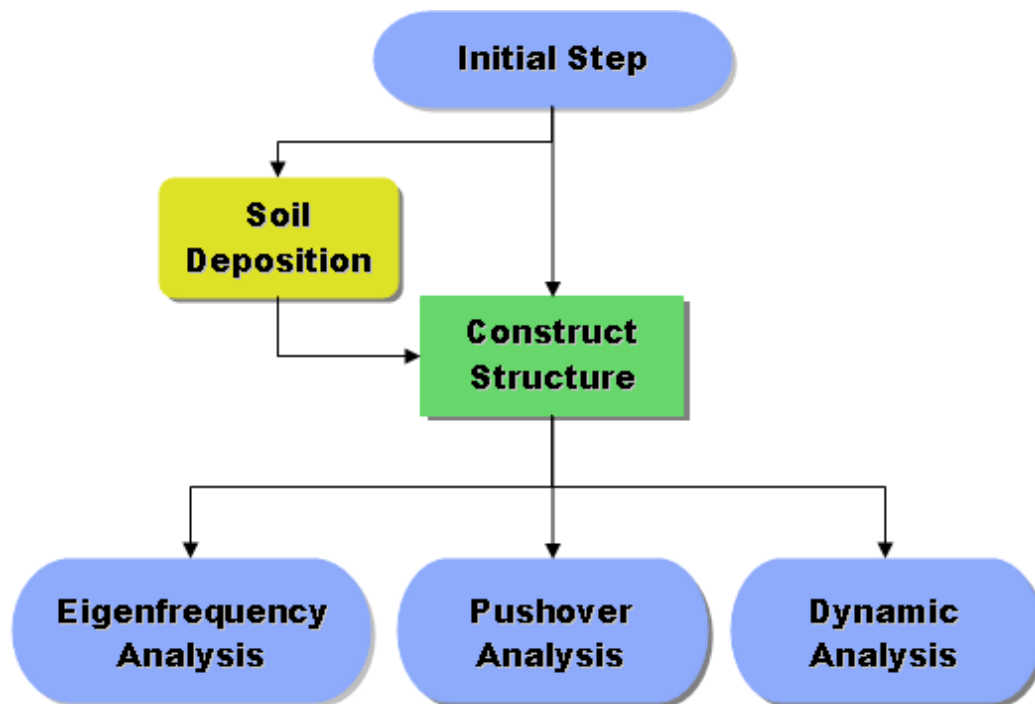 Initial Step
Soil
Deposition
Construct
Structure
Eigenfrequency
Analysis
Pushover
Analysis
Dynamic
Analysis